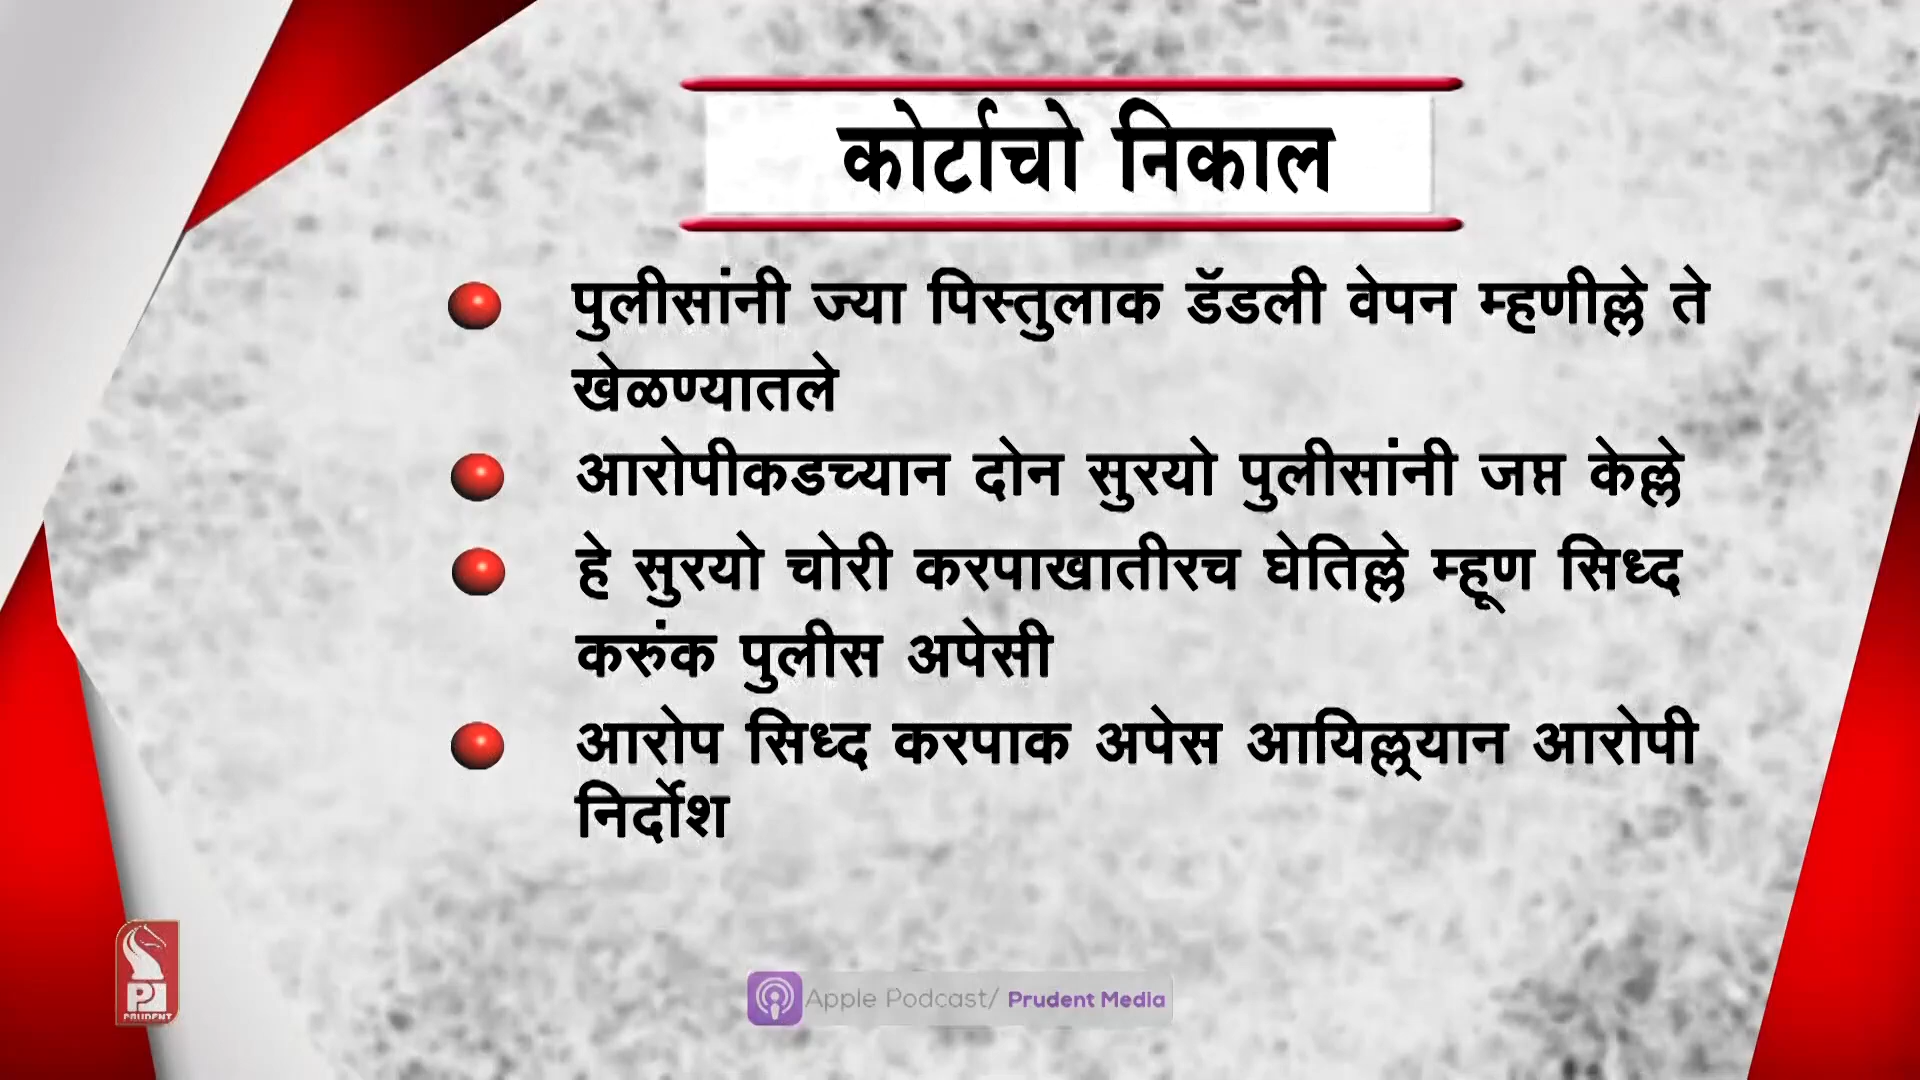 कोर्टाचो निकाल
पुलीसांनी ज्या पिस्तुलाक डॅडली वेपन म्हणील्ले ते
खेळण्यातले
आरोपीकडच्यान दोन सुरयो पुलीसांनी जप्त केल्ले
हे सुरयो चोरी करपाखातीरच घेतिल्ले म्हूण सिध्द
करुंक पुलीस अपेसी
आरोप सिध्द करपाक अपेस आयिल्ल्यान आरोपी
निर्दोश
PRUDENT
Apple Podcast/ Prudent Media